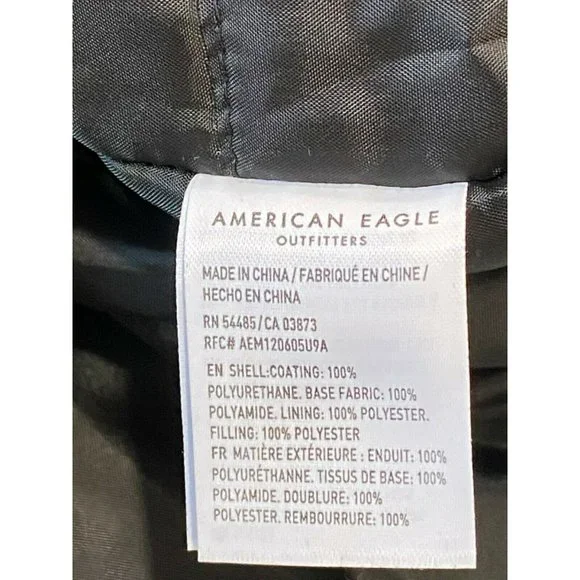 AMERICAN EAGLE
OUTFITTERS
MADE IN CHINA / FABRIQUÉ EN CHINE /
HECHO EN CHINA
RN 54485/CA 03873
RFC# AEM120605U9A
EN SHELL:COATING: 100%
POLYURETHANE. BASE FABRIC: 100%
POLYAMIDE. LINING: 100% POLYESTER.
FILLING: 100% POLYESTER
FR MATIÈRE EXTÉRIEURE : ENDUIT: 100%
POLYURÉTHANNE. TISSUS DE BASE: 100%
POLYAMIDE. DOUBLURE: 100%
POLYESTER. REMBOURRURE: 100%